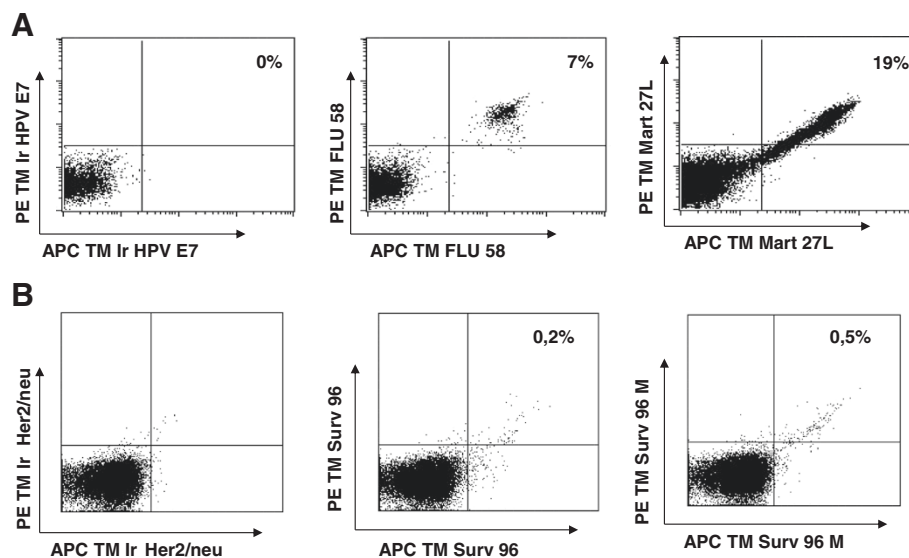 A
0%
PE TM Ir HPV E7
APC TM Ir HPV E7
7%
PE TM FLU 58
APC TM FLU 58
19%
PE TM Mart 27L
APC TM Mart 27L
B
PE TM Ir Her2/neu
APC TM Ir Her2/neu
0,2%
PE TM Surv 96
APC TM Surv 96
0,5%
PE TM Surv 96 M
APC TM Surv 96 M